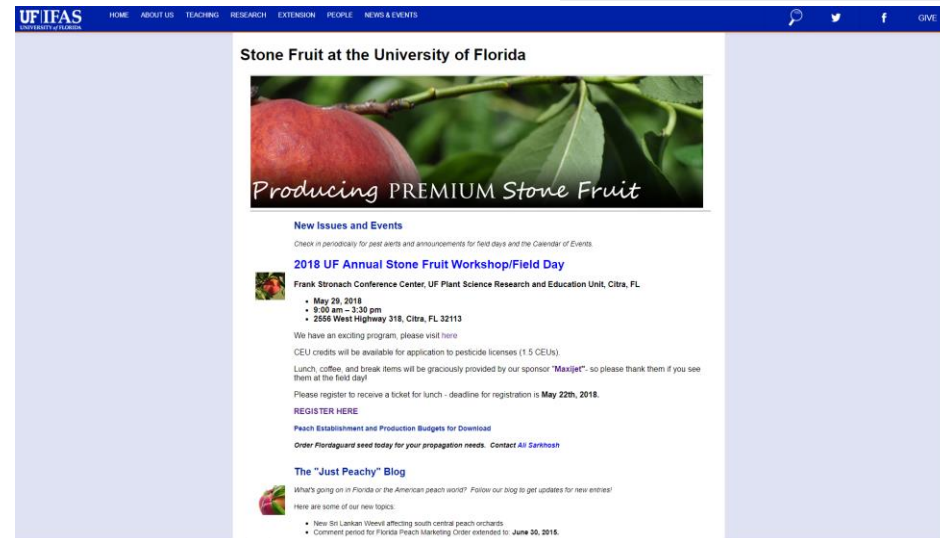 UF IFAS
UNIVERSITY of FLORIDA
HOME ABOUT US TEACHING RESEARCH EXTENSION PEOPLE NEWS & EVENTS
GIVE
Stone Fruit at the University of Florida
Producing PREMIUM Stone Fruit
New Issues and Events
Check in periodically for pest alerts and announcements for field days and the Calendar of Events.
2018 UF Annual Stone Fruit Workshop/Field Day
Frank Stronach Conference Center, UF Plant Science Research and Education Unit, Citra, FL
• May 29, 2018
• 9:00 am – 3:30 pm
• 2556 West Highway 318, Citra, FL 32113
We have an exciting program, please visit here
CEU credits will be available for application to pesticide licenses (1.5 CEUs).
Lunch, coffee, and break items will be graciously provided by our sponsor "Maxijet"- so please thank them if you see
them at the field day!
Please register to receive a ticket for lunch - deadline for registration is May 22th, 2018.
REGISTER HERE
Peach Establishment and Production Budgets for Download
Order Flordaguard seed today for your propagation needs. Contact Ali Sarkhosh
The "Just Peachy" Blog
What's going on in Florida or the American peach world? Follow our blog to get updates for new entries!
Here are some of our new topics:
• New Sri Lankan Weevil affecting south central peach orchards
• Comment period for Florida Peach Marketing Order extended to: June 30, 2015.